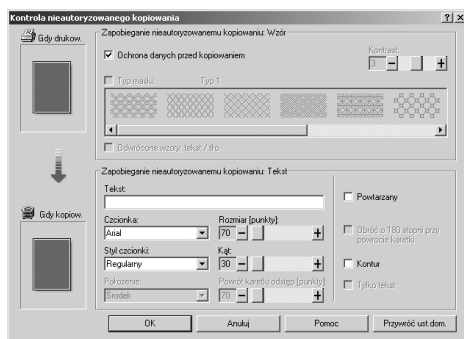 Kontrola nieautoryzowanego kopiowania
Gdy drukow.
Zapobieganie nieautoryzowanemu kopiowaniu: Wzór
Ochrona danych przed kopiowaniem
Kontrast:
3
Typ maski:
Typ 1
Odwrócone wzory: tekst / tło
Gdy kopiow.
Zapobieganie nieautoryzowanemu kopiowaniu: Tekst
Tekst:
Powtarzany
Czcionka:
Rozmiar [punkty]:
Arial
70
Obróć o 180 stopni przy
powrocie karetki
Styl czcionki:
Kąt:
Regularny
30
Kontur
Położenie:
Powrót karetki odstęp [punkty]
Środek
70
Tylko tekst
OK
Anuluj
Pomoc
Przywróć ust.dom.